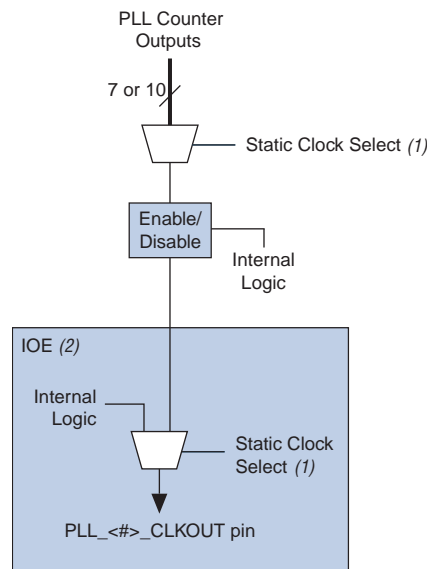 PLL Counter
Outputs
7 or 10
Static Clock Select (1)
Enable/
Disable
Internal
Logic
IOE (2)
Internal
Logic
Static Clock
Select (1)
PLL_<#>_CLKOUT pin